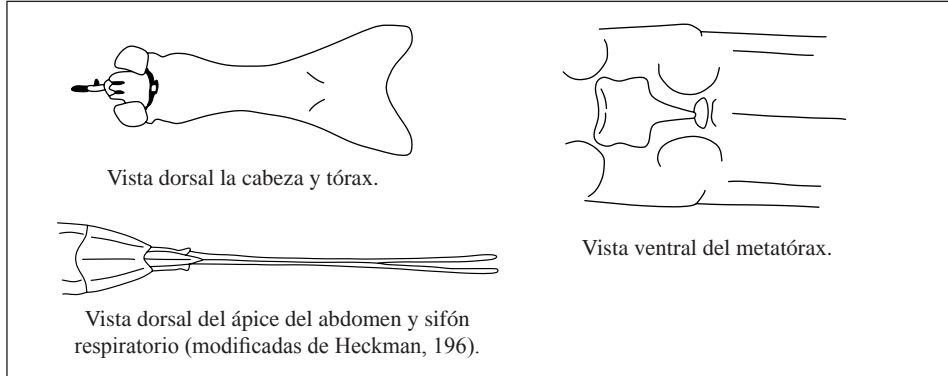 Vista dorsal la cabeza y tórax.
Vista ventral del metatórax.
Vista dorsal del ápice del abdomen y sifón
respiratorio (modificadas de Heckman, 196).